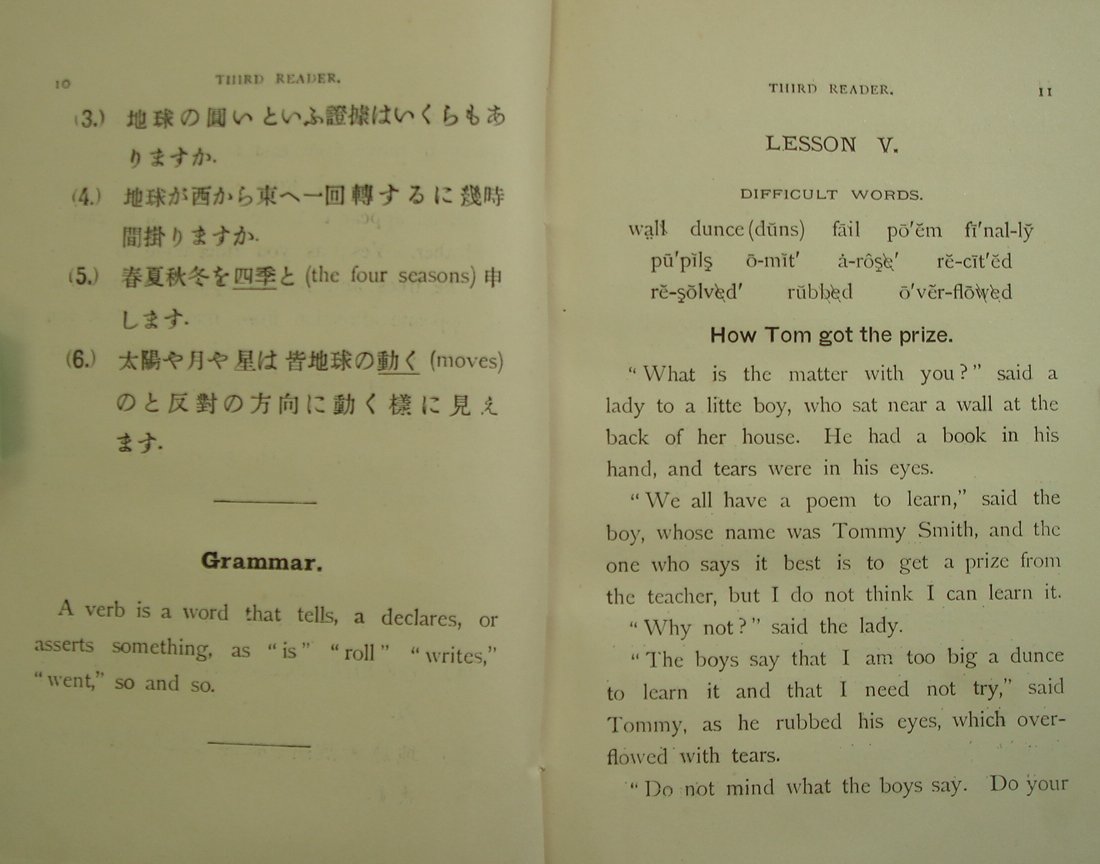 10 THIRD READER.
(3.) 地球の圓いといふ證據はいくらもあ
りますか.
(4.) 地球が西から東へ一回轉するに幾時
間掛りますか.
(5.) 春夏秋冬を四季と (the four seasons) 申
します.
(6.) 太陽や月や星は皆地球の動く (moves)
のと反對の方向に動く樣に見え
ます.
Grammar.
A verb is a word that tells, a declares, or
asserts something, as “is” “roll” “writes,”
“went,” so and so.
THIRD READER. 11
LESSON V.
DIFFICULT WORDS.
wạll dunce (dŭns) fāil pō′ĕm fī′nal-lў
pū′pĭlş ō-mĭt′ ȧ-rôşe′ rĕ-cīt′ĕd
rĕ-şŏlved′ rŭbbed ō′vĕr-flōwed
How Tom got the prize.
“What is the matter with you?” said a
lady to a litte boy, who sat near a wall at the
back of her house. He had a book in his
hand, and tears were in his eyes.
“We all have a poem to learn,” said the
boy, whose name was Tommy Smith, and the
one who says it best is to get a prize from
the teacher, but I do not think I can learn it.
“Why not?” said the lady.
“The boys say that I am too big a dunce
to learn it and that I need not try,” said
Tommy, as he rubbed his eyes, which over-
flowed with tears.
“Do not mind what the boys say. Do your